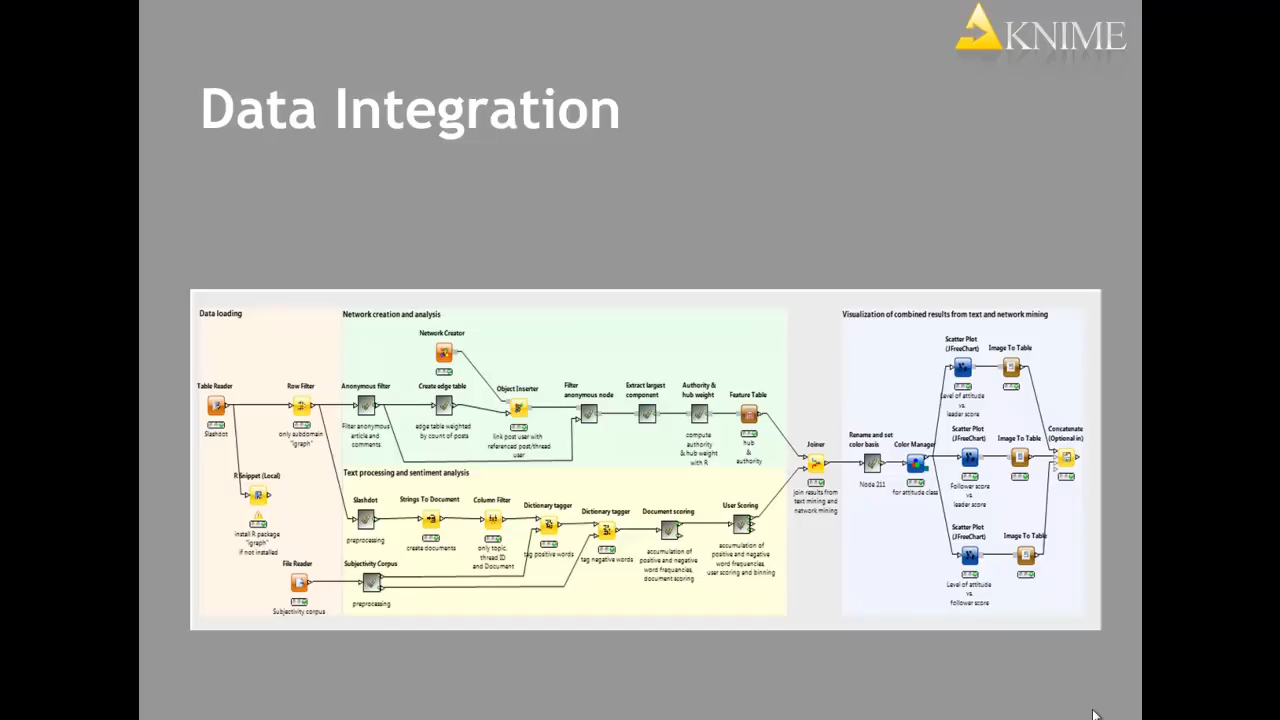 KNIME
Data Integration
Data loading
Table Reader
Slashdot
Row Filter
only subdomain
"igraph"
R Snippet (Local)
install R package
"igraph"
if not installed
File Reader
Subjectivity corpus
Network creation and analysis
Network Creator
Anonymous filter
Filter anonymous
article and
comments
Create edge table
edge table weighted
by count of posts
Object Inserter
link post user with
referenced post/thread
user
Filter
anonymous node
Extract largest
component
Authority &
hub weight
compute
authority
& hub weight
with R
Feature Table
hub
&
authority
Text processing and sentiment analysis
Slashdot
preprocessing
Strings To Document
create documents
Column Filter
only topic,
thread ID
and Document
Dictionary tagger
tag positive words
Dictionary tagger
tag negative words
Document scoring
accumulation of
positive and negative
word frequencies,
document scoring
User Scoring
accumulation of
positive and negative
word frequencies,
user scoring and binning
Subjectivity Corpus
preprocessing
Joiner
join results from
text mining and
network mining
Visualization of combined results from text and network mining
Rename and set
color basis
Node 211
Color Manager
for attitude class
Scatter Plot
(JFreeChart)
Level of attitude
vs.
leader score
Image To Table
Scatter Plot
(JFreeChart)
Follower score
vs.
leader score
Image To Table
Scatter Plot
(JFreeChart)
Level of attitude
vs.
follower score
Image To Table
Concatenate
(Optional in)